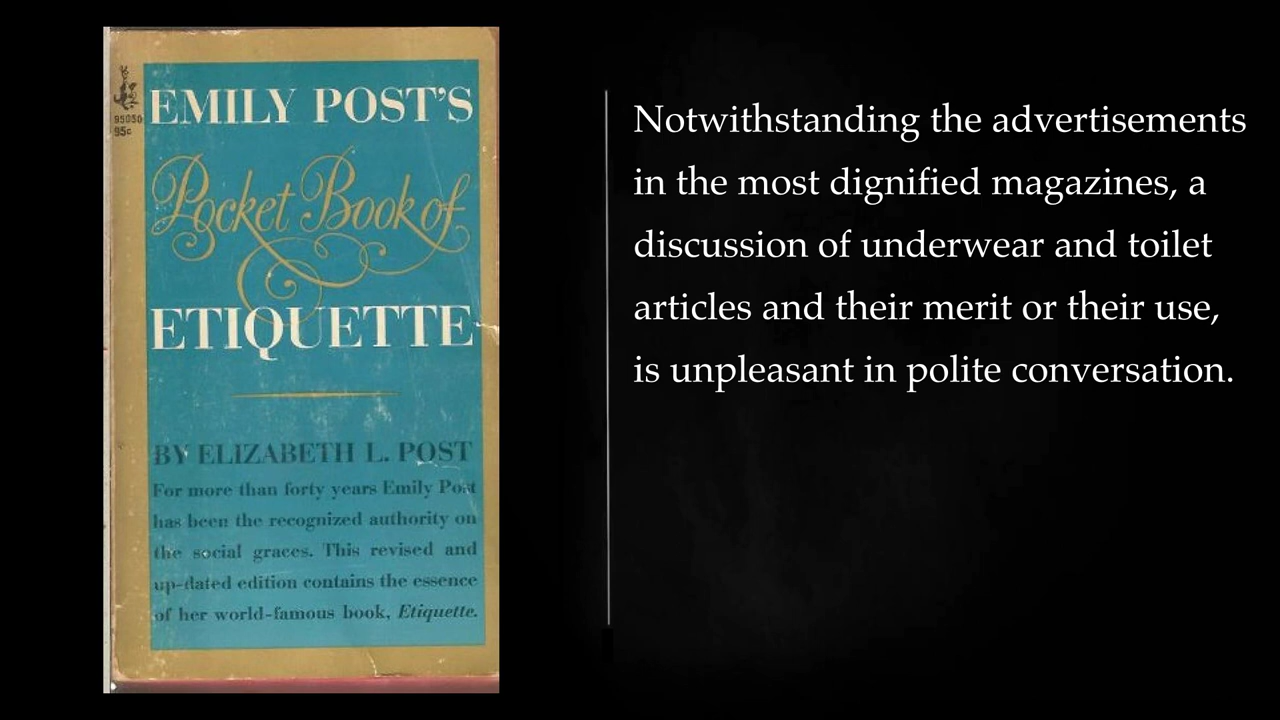 EMILY POST'S
95050
95c
Pocket Book of
ETIQUETTE
BY ELIZABETH L. POST
For more than forty years Emily Post
has been the recognized authority on
the social graces. This revised and
up-dated edition contains the essence
of her world-famous book, Etiquette.
Notwithstanding the advertisements
in the most dignified magazines, a
discussion of underwear and toilet
articles and their merit or their use,
is unpleasant in polite conversation.